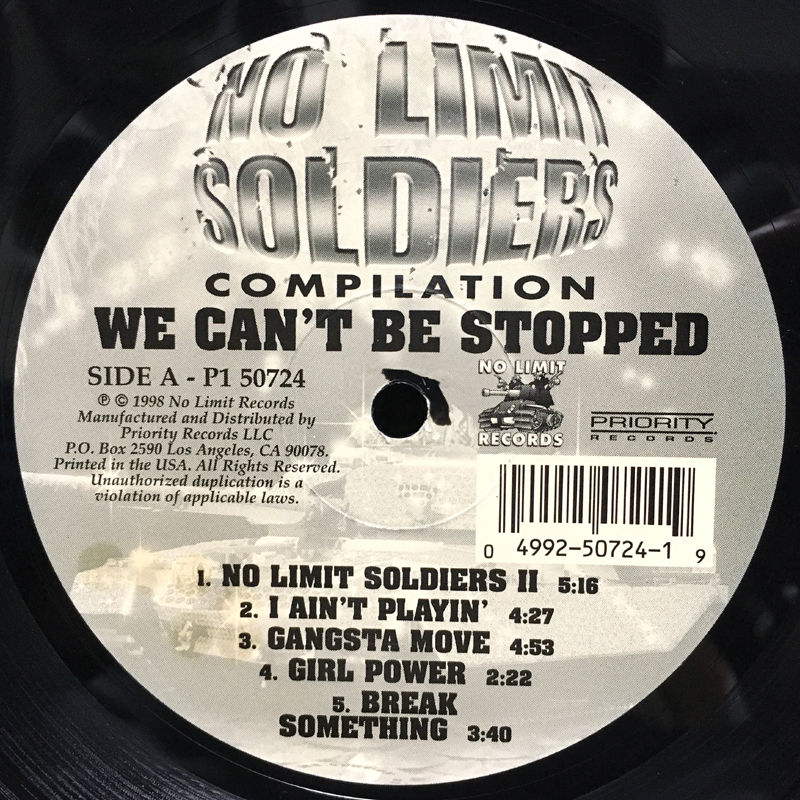 NO LIMIT
SOLDIERS
COMPILATION
WE CAN'T BE STOPPED
SIDE A - P1 50724
℗ © 1998 No Limit Records
Manufactured and Distributed by
Priority Records LLC
P.O. Box 2590 Los Angeles, CA 90078.
Printed in the USA. All Rights Reserved.
Unauthorized duplication is a
violation of applicable laws.
NO LIMIT
RECORDS
PRIORITY
RECORDS
0 4992-50724-1 9
1. NO LIMIT SOLDIERS II 5:16
2. I AIN'T PLAYIN' 4:27
3. GANGSTA MOVE 4:53
4. GIRL POWER 2:22
5. BREAK
SOMETHING 3:40